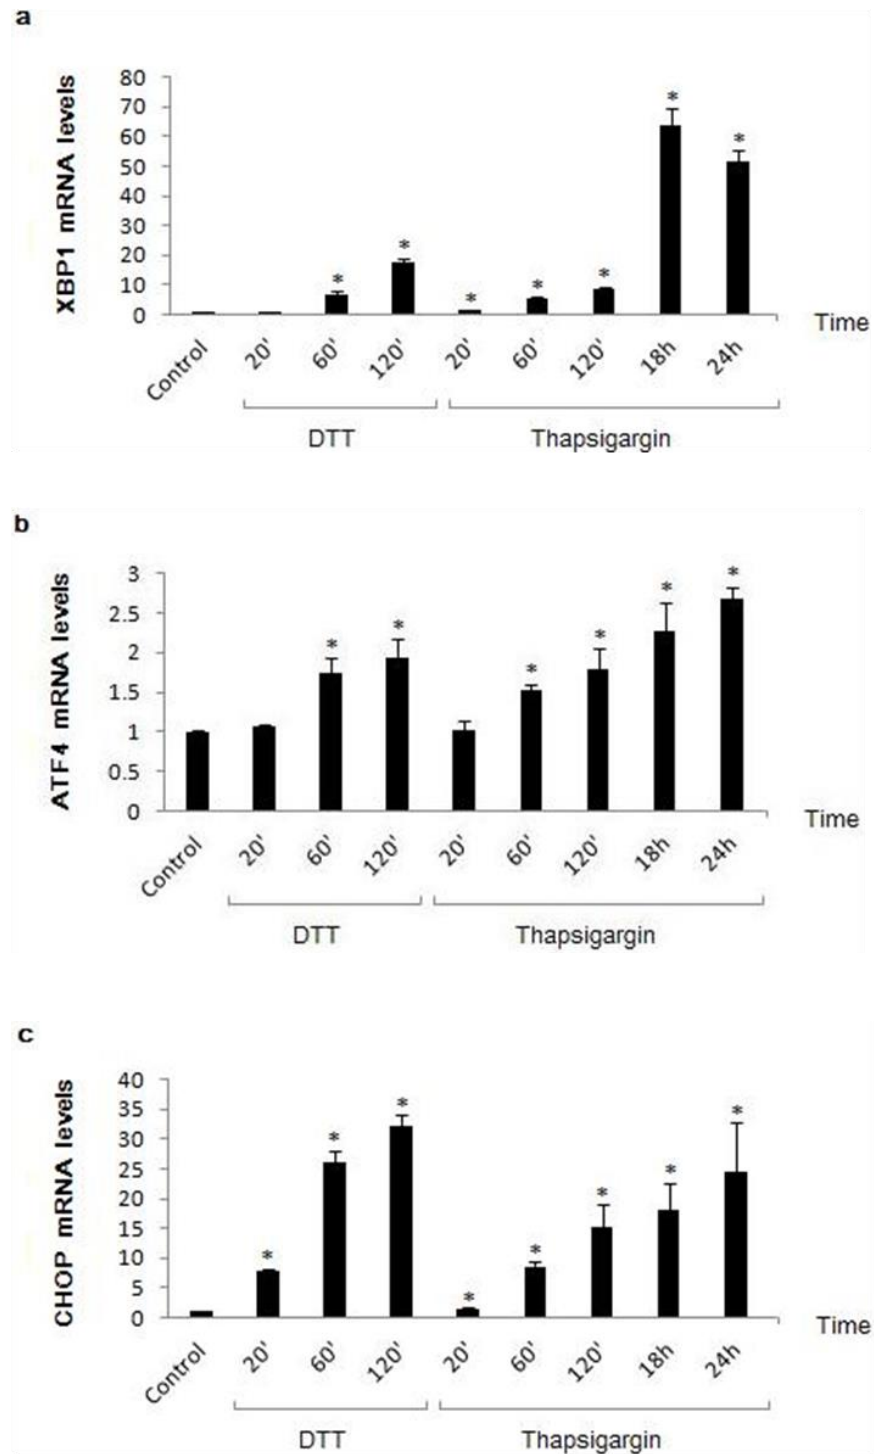 a
XBP1 mRNA levels
80
70
60
50
40
30
20
10
0
* * * * * * *
Control 20' 60' 120' 20' 60' 120' 18h 24h
Time
DTT Thapsigargin
b
ATF4 mRNA levels
3
2.5
2
1.5
1
0.5
0
* * * * * *
Control 20' 60' 120' 20' 60' 120' 18h 24h
Time
DTT Thapsigargin
c
CHOP mRNA levels
40
35
30
25
20
15
10
5
0
* * * * * * * *
Control 20' 60' 120' 20' 60' 120' 18h 24h
Time
DTT Thapsigargin